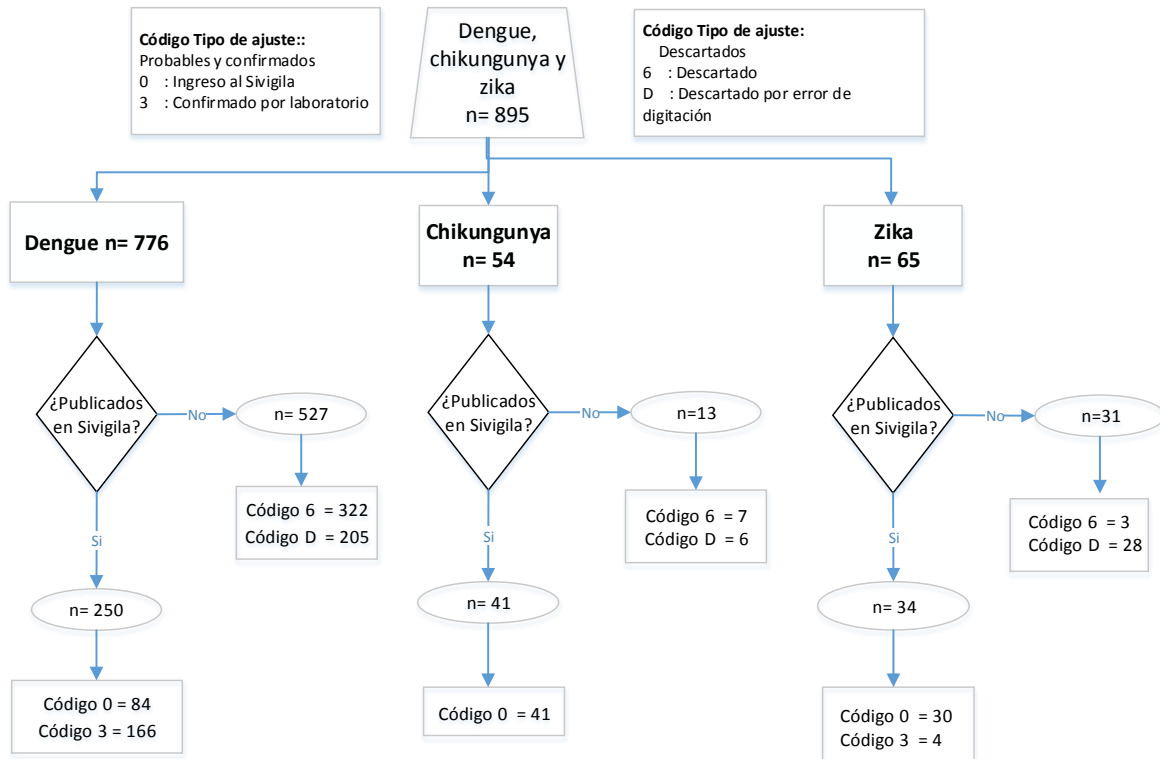 Código Tipo de ajuste::
Probables y confirmados
0 : Ingreso al Sivigila
3 : Confirmado por laboratorio
Dengue,
chikungunya y
zika
n= 895
Código Tipo de ajuste:
Descartados
6 : Descartado
D : Descartado por error de
digitación
Dengue n= 776
Chikungunya
n= 54
Zika
n= 65
¿Publicados
en Sivigila?
No
n= 527
Código 6 = 322
Código D = 205
Si
n= 250
Código 0 = 84
Código 3 = 166
¿Publicados
en Sivigila?
No
n=13
Código 6 = 7
Código D = 6
Si
n= 41
Código 0 = 41
¿Publicados
en Sivigila?
No
n=31
Código 6 = 3
Código D = 28
Si
n= 34
Código 0 = 30
Código 3 = 4